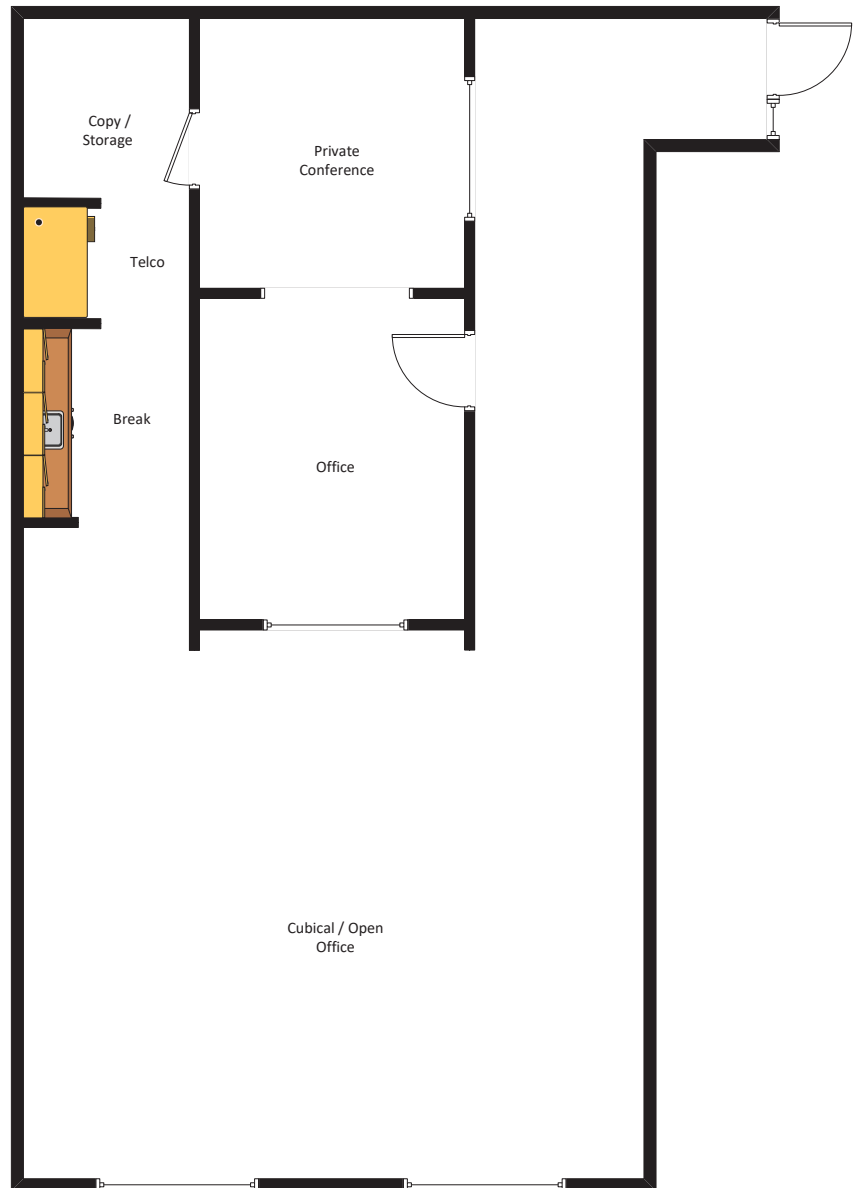 Copy /
Storage
Private
Conference
Telco
Break
Office
Cubical / Open
Office